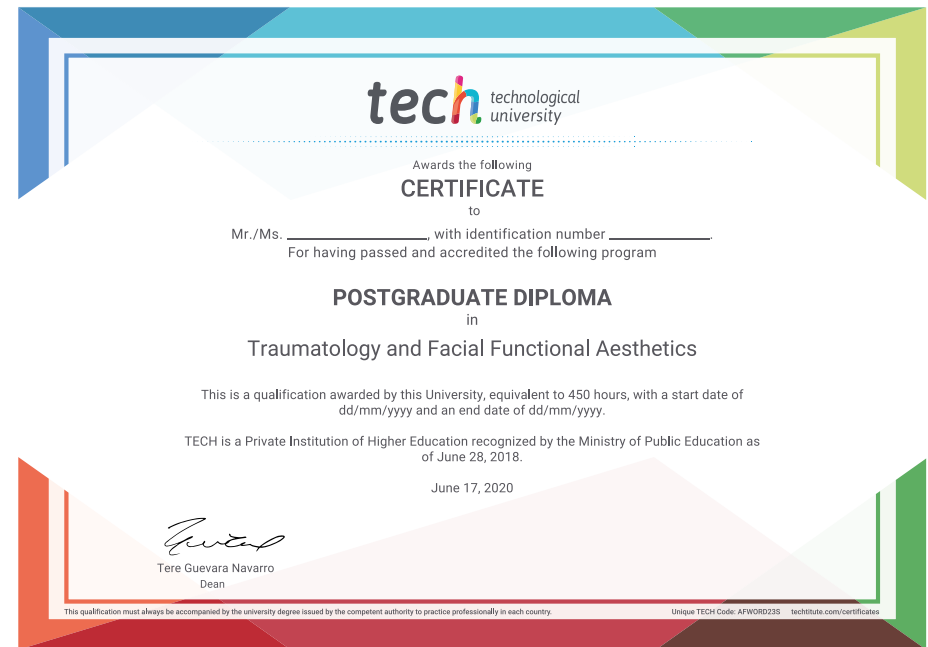 tech technological
university
Awards the following
CERTIFICATE
to
Mr./Ms. ____________________, with identification number ______________.
For having passed and accredited the following program
POSTGRADUATE DIPLOMA
in
Traumatology and Facial Functional Aesthetics
This is a qualification awarded by this University, equivalent to 450 hours, with a start date of
dd/mm/yyyy and an end date of dd/mm/yyyy.
TECH is a Private Institution of Higher Education recognized by the Ministry of Public Education as
of June 28, 2018.
June 17, 2020
Tere Guevara Navarro
Dean
This qualification must always be accompanied by the university degree issued by the competent authority to practice professionally in each country.
Unique TECH Code: AFWORD23S techtitute.com/certificates